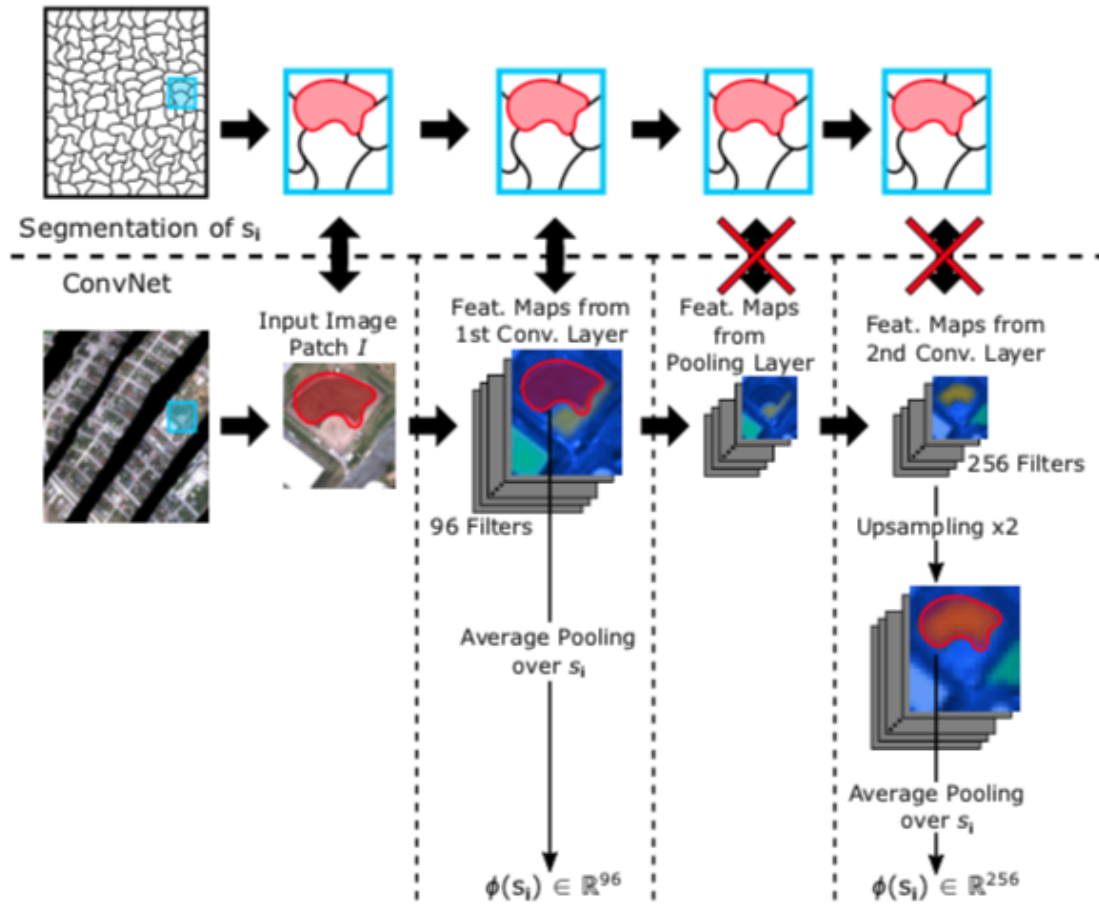 Segmentation of sᵢ
ConvNet
Input Image
Patch I
Feat. Maps from
1st Conv. Layer
Feat. Maps
from
Pooling Layer
Feat. Maps from
2nd Conv. Layer
96 Filters
256 Filters
Upsampling x2
Average Pooling
over sᵢ
Average Pooling
over sᵢ
ϕ(sᵢ) ∈ ℝ⁹⁶
ϕ(sᵢ) ∈ ℝ²⁵⁶